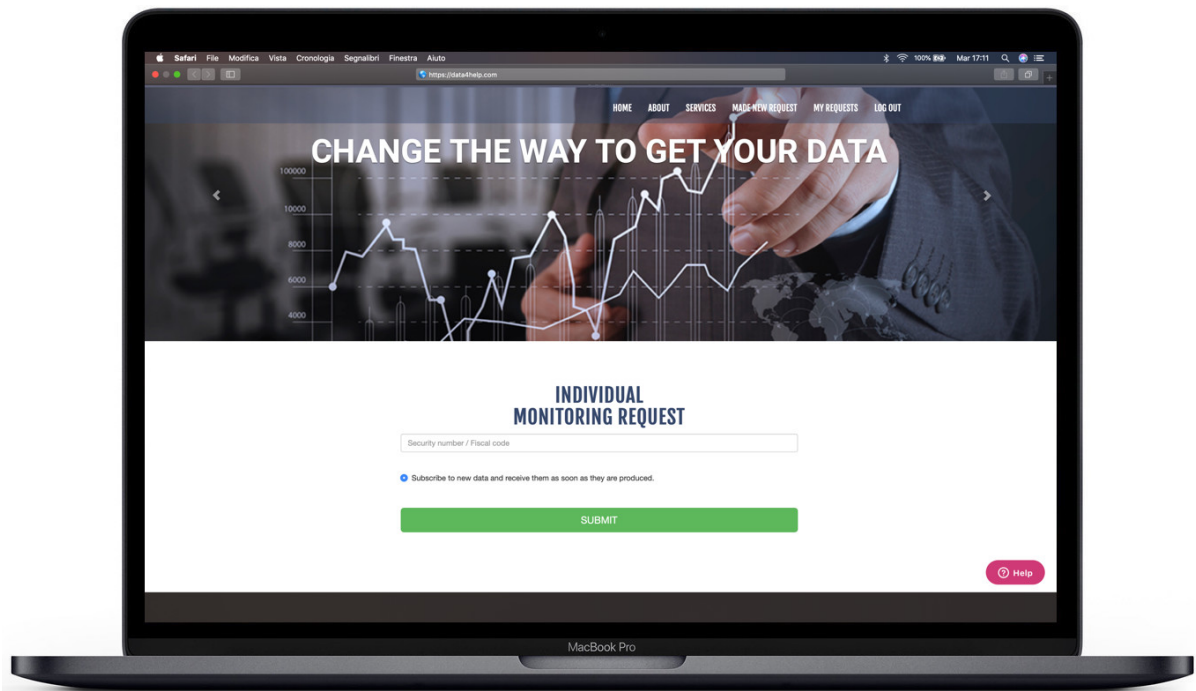 Safari File Modifica Vista Cronologia Segnalibri Finestra Aiuto 100% Mar 17:11
https://data4help.com
HOME ABOUT SERVICES MADE NEW REQUEST MY REQUESTS LOG OUT
CHANGE THE WAY TO GET YOUR DATA
100000
10000
8000
6000
4000
INDIVIDUAL
MONITORING REQUEST
Security number / Fiscal code
Subscribe to new data and receive them as soon as they are produced.
SUBMIT
Help
MacBook Pro